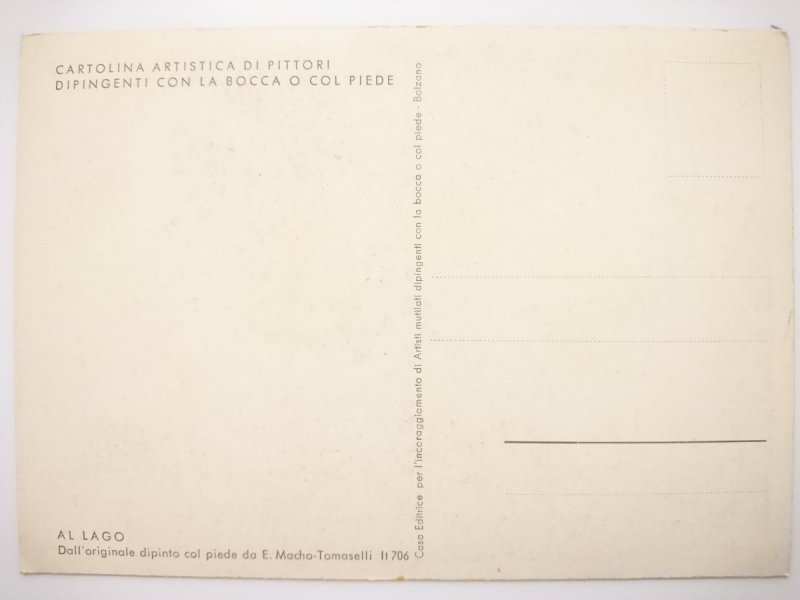 CARTOLINA ARTISTICA DI PITTORI
DIPINGENTI CON LA BOCCA O COL PIEDE
AL LAGO
Dall'originale dipinto col piede da E. Macho-Tomaselli It 706
Casa Editrice per l'incoraggiamento di Artisti mutilati dipingenti con la bocca o col piede - Bolzano